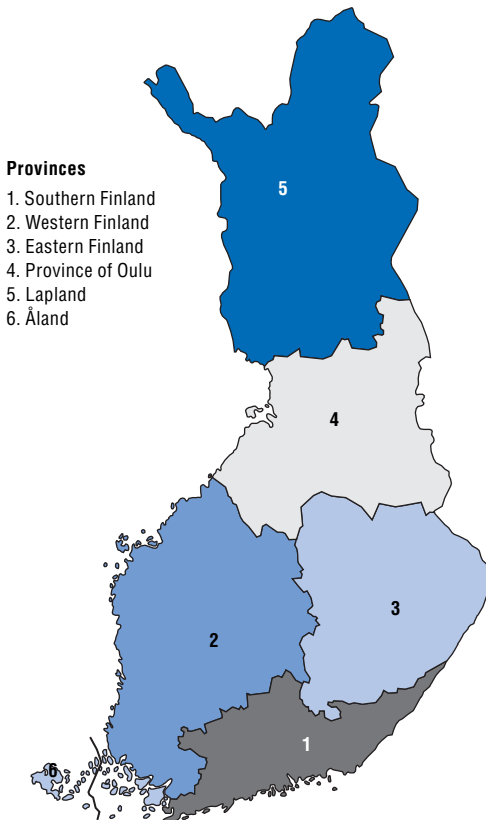 Provinces
1. Southern Finland
2. Western Finland
3. Eastern Finland
4. Province of Oulu
5. Lapland
6. Åland
5
4
3
2
1
6